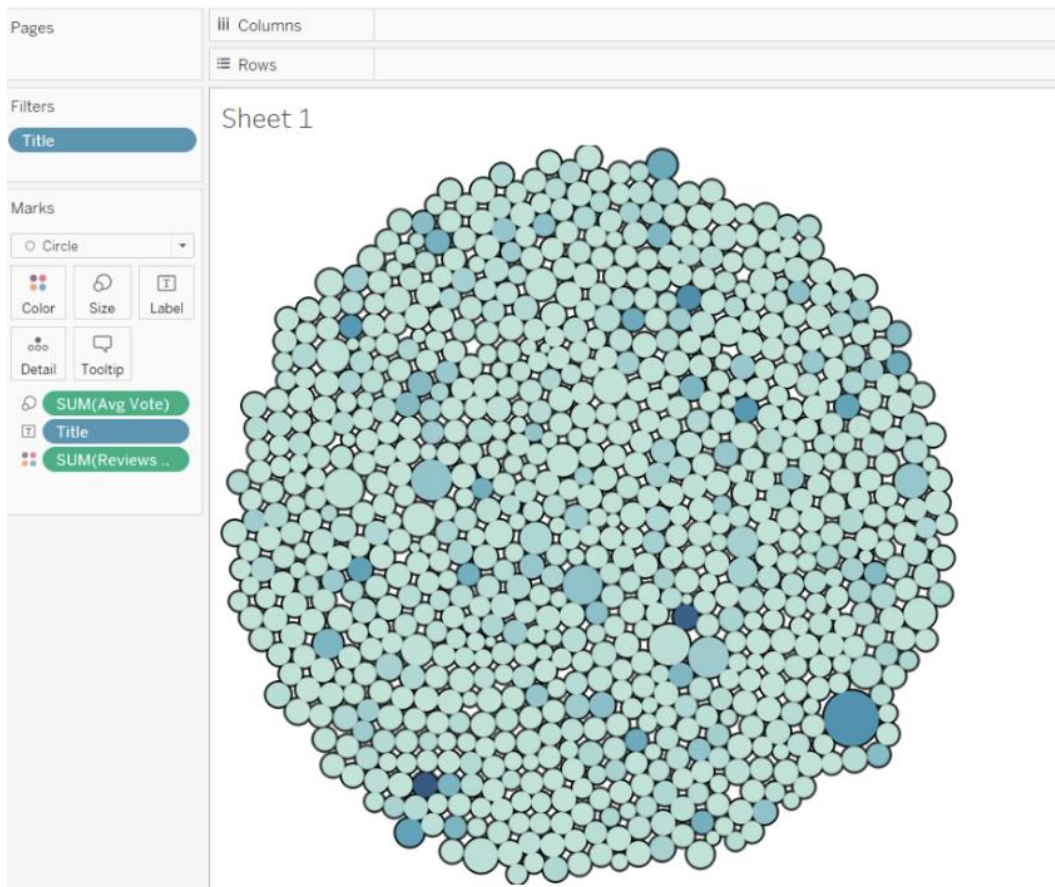 Pages
Columns
Rows
Filters
Title
Sheet 1
Marks
Circle
Color
Size
Label
Detail
Tooltip
SUM(Avg Vote)
Title
SUM(Reviews ..